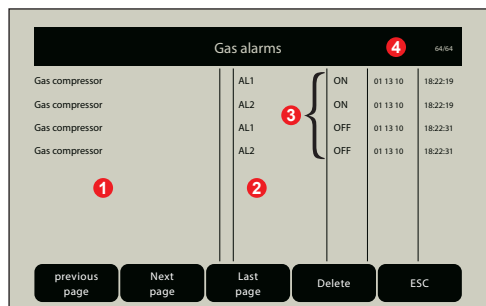 Gas alarms 4 64/64
Gas compressor AL1 ON 01 13 10 18:22:19
Gas compressor AL2 ON 01 13 10 18:22:19
3
Gas compressor AL1 OFF 01 13 10 18:22:31
Gas compressor AL2 OFF 01 13 10 18:22:31
1 2
previous page Next page Last page Delete ESC